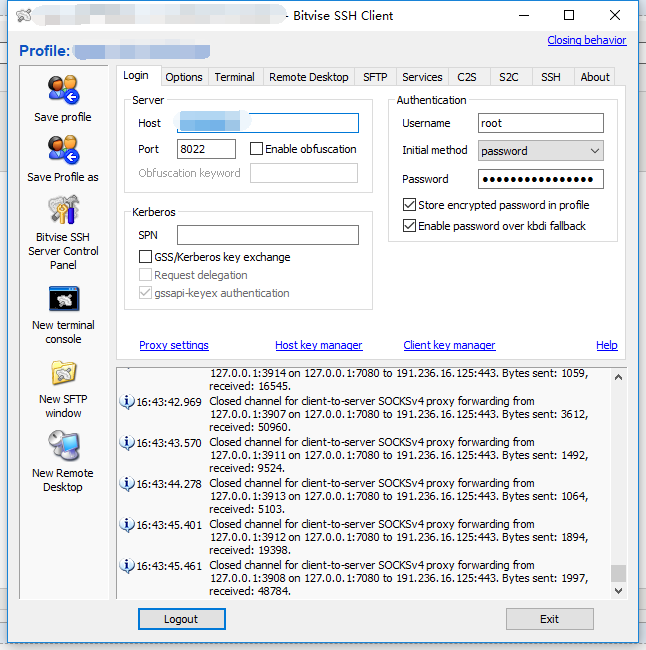 - Bitvise SSH Client
Profile:
Closing behavior
Save profile
Save Profile as
Bitvise SSH
Server Control
Panel
New terminal
console
New SFTP
window
New Remote
Desktop
Login Options Terminal Remote Desktop SFTP Services C2S S2C SSH About
Server
Host
Port 8022 Enable obfuscation
Obfuscation keyword
Kerberos
SPN
GSS/Kerberos key exchange
Request delegation
gssapi-keyex authentication
Authentication
Username root
Initial method password
Password ••••••••••••••••
Store encrypted password in profile
Enable password over kbdi fallback
Proxy settings Host key manager Client key manager Help
127.0.0.1:3914 on 127.0.0.1:7080 to 191.236.16.125:443. Bytes sent: 1059,
received: 16545.
16:43:42.969 Closed channel for client-to-server SOCKSv4 proxy forwarding from
127.0.0.1:3907 on 127.0.0.1:7080 to 191.236.16.125:443. Bytes sent: 3612,
received: 50960.
16:43:43.570 Closed channel for client-to-server SOCKSv4 proxy forwarding from
127.0.0.1:3911 on 127.0.0.1:7080 to 191.236.16.125:443. Bytes sent: 1492,
received: 9524.
16:43:44.278 Closed channel for client-to-server SOCKSv4 proxy forwarding from
127.0.0.1:3913 on 127.0.0.1:7080 to 191.236.16.125:443. Bytes sent: 1064,
received: 5103.
16:43:45.401 Closed channel for client-to-server SOCKSv4 proxy forwarding from
127.0.0.1:3912 on 127.0.0.1:7080 to 191.236.16.125:443. Bytes sent: 1894,
received: 19398.
16:43:45.461 Closed channel for client-to-server SOCKSv4 proxy forwarding from
127.0.0.1:3908 on 127.0.0.1:7080 to 191.236.16.125:443. Bytes sent: 1997,
received: 48784.
Logout Exit